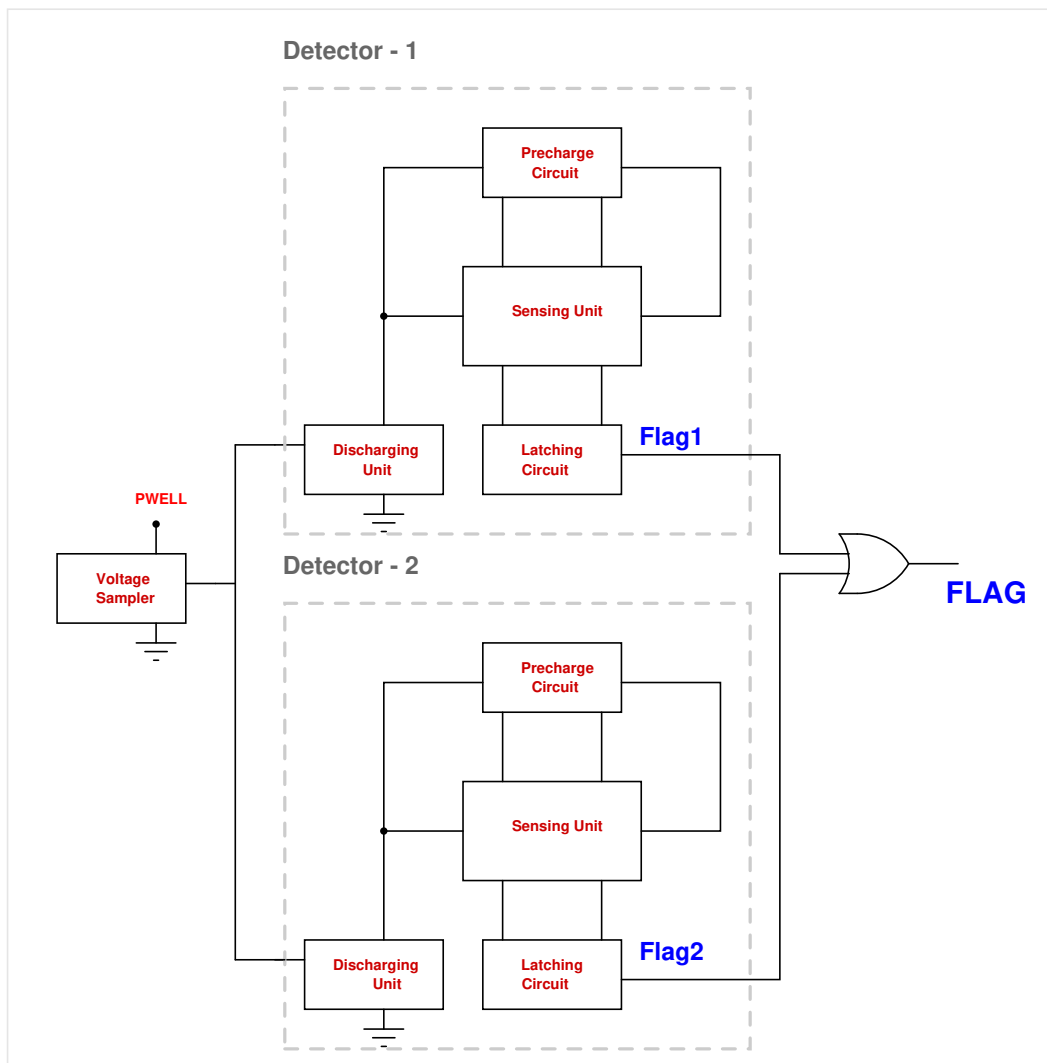 Detector - 1
Precharge
Circuit
Sensing Unit
Discharging
Unit
Latching
Circuit
Flag1
PWELL
Voltage
Sampler
FLAG
Detector - 2
Precharge
Circuit
Sensing Unit
Discharging
Unit
Latching
Circuit
Flag2